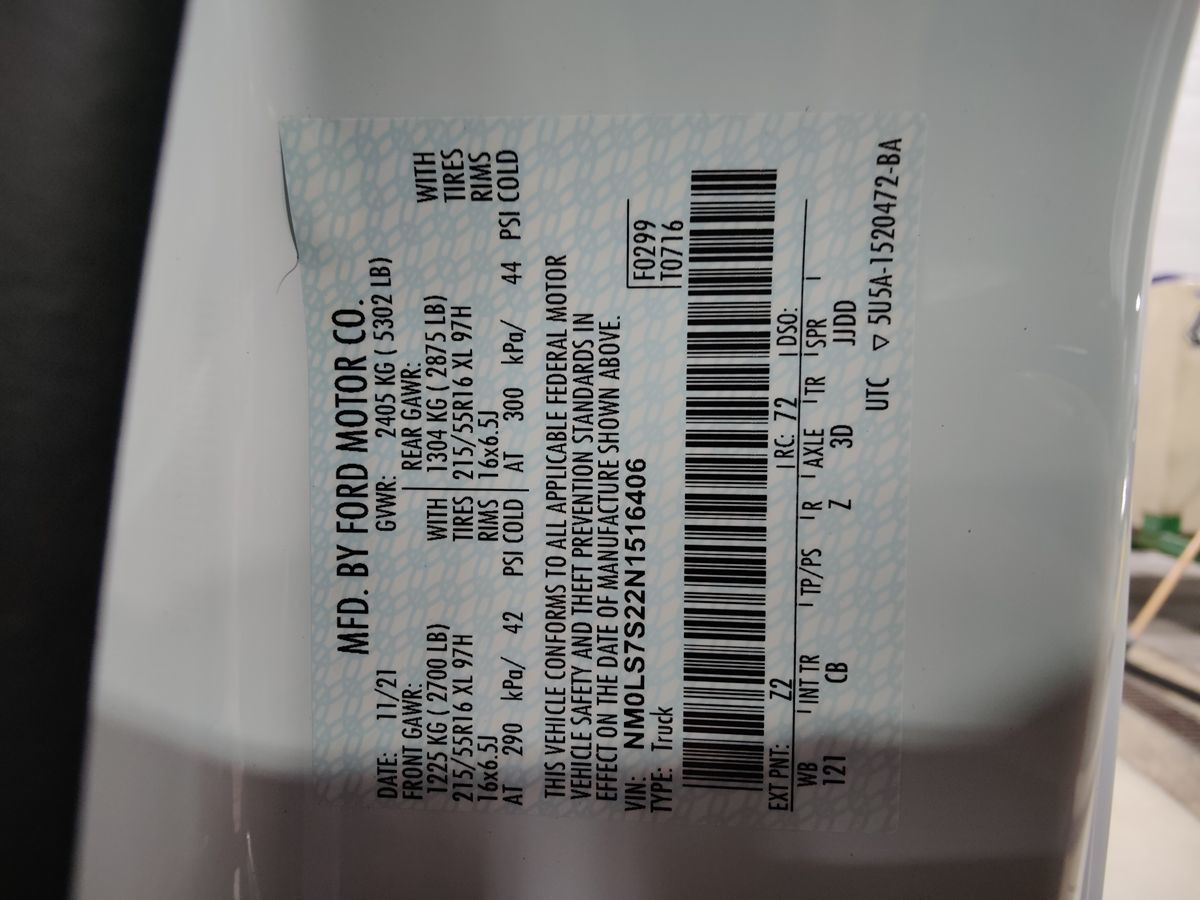 MFD. BY FORD MOTOR CO.
DATE: 11/21 GVWR: 2405 KG ( 5302 LB)
FRONT GAWR: REAR GAWR:
1225 KG ( 2700 LB) WITH 1304 KG ( 2875 LB) WITH
215/55R16 XL 97H TIRES 215/55R16 XL 97H TIRES
16x6.5J RIMS 16x6.5J RIMS
AT 290 kPa/ 42 PSI COLD AT 300 kPa/ 44 PSI COLD
THIS VEHICLE CONFORMS TO ALL APPLICABLE FEDERAL MOTOR
VEHICLE SAFETY AND THEFT PREVENTION STANDARDS IN
EFFECT ON THE DATE OF MANUFACTURE SHOWN ABOVE.
VIN: NM0LS7S22N1516406 F0299
TYPE: Truck T0716
EXT PNT: Z2 RC: 72 DSO:
WB INT TR TP/PS R AXLE TR SPR
121 CB Z 3D JJDD
UTC ▽ 5U5A-1520472-BA